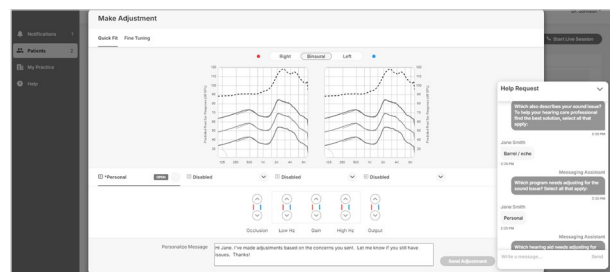 Make Adjustment
Quick Fit Fine Tuning
Notifications 1
Patients
My Practice
Help
Start Live Session
Right Binaural Left
*Personal OPEN Disabled Disabled Disabled
Occlusion Low Hz Gain High Hz Output
Personalize Message
Hi Jane, I've made adjustments based on the concerns you sent. Let me know if you still have
issues. Thanks!
Send Adjustment
Help Request
Which also describes your sound issue?
To help your hearing care professional
find the best solution, select all that
apply:
Jane Smith
Barrel / echo
Messaging Assistant
Which program needs adjusting for the
sound issue? Select all that apply:
Jane Smith
Personal
Messaging Assistant
Which hearing aid needs adjusting for
Write a message... Send